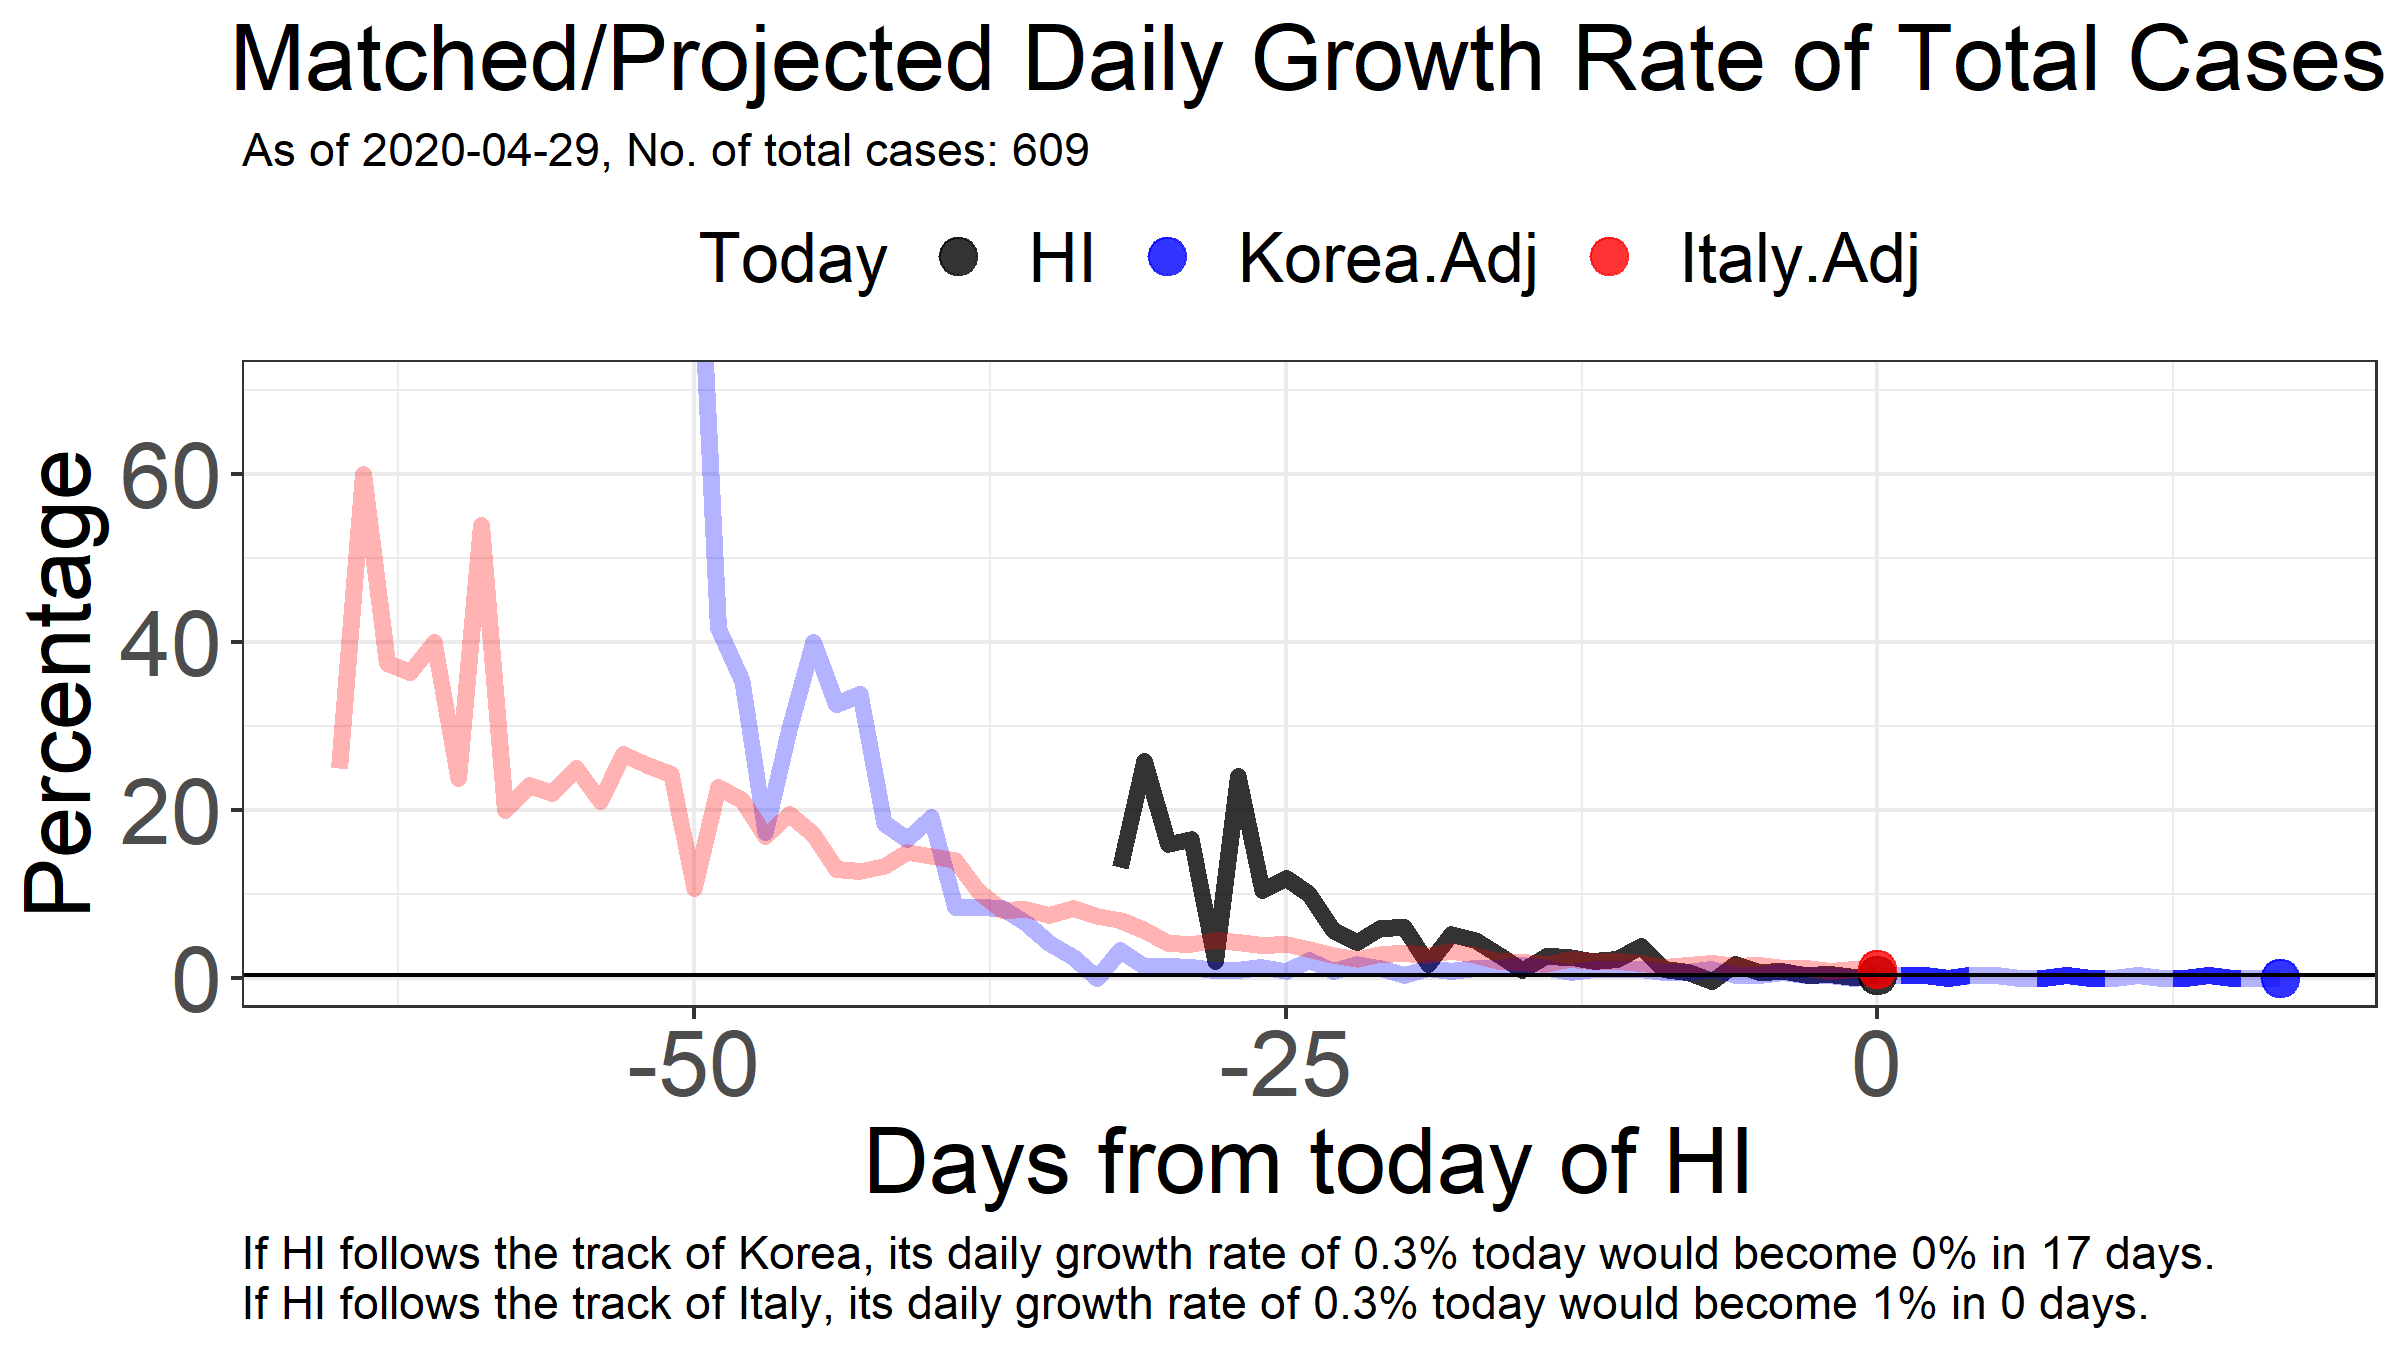 Matched/Projected Daily Growth Rate of Total Cases
As of 2020-04-29, No. of total cases: 609
Today HI Korea.Adj Italy.Adj
Percentage
60
40
20
0
-50 -25 0
Days from today of HI
If HI follows the track of Korea, its daily growth rate of 0.3% today would become 0% in 17 days.
If HI follows the track of Italy, its daily growth rate of 0.3% today would become 1% in 0 days.